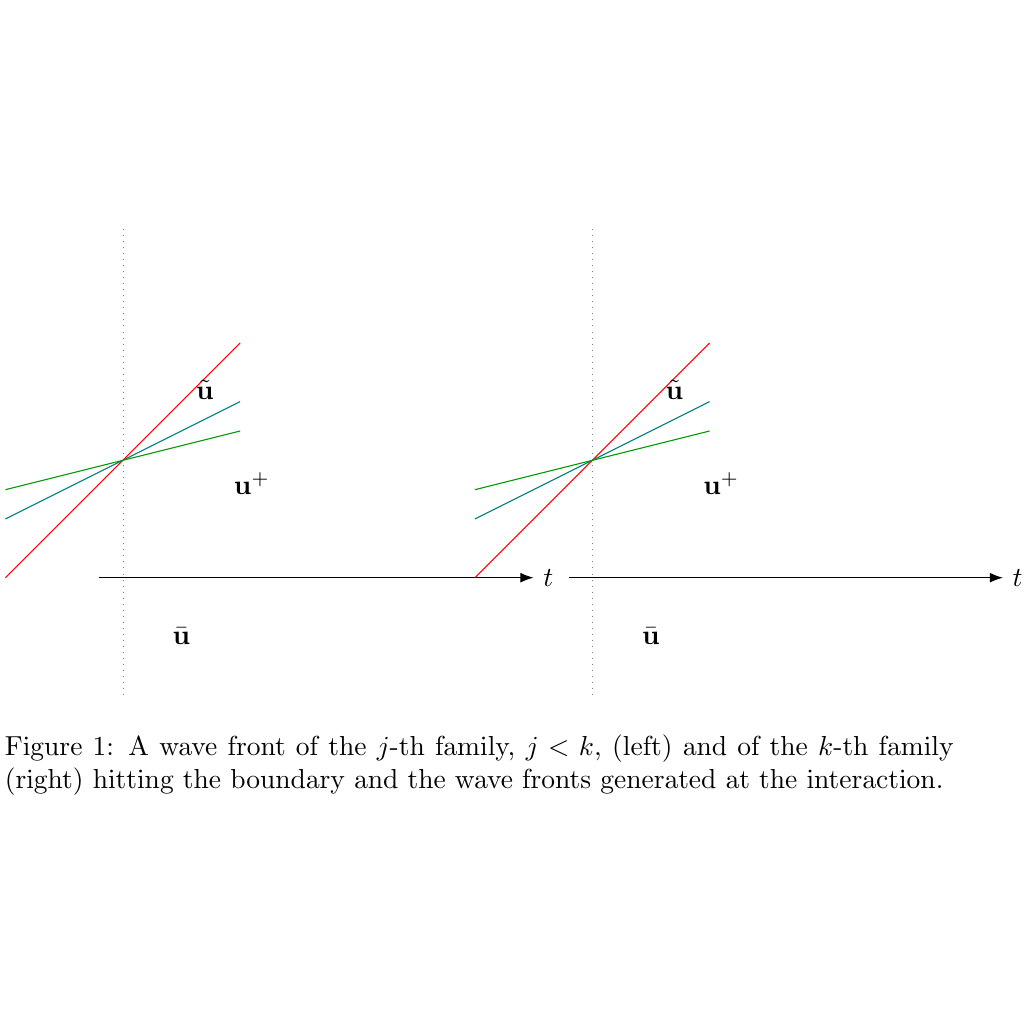 ũ ũ
u⁺ u⁺
t t
ū ū
Figure 1: A wave front of the j-th family, j < k, (left) and of the k-th family
(right) hitting the boundary and the wave fronts generated at the interaction.